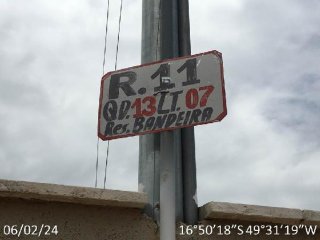 R. 11
QD. 13 LT. 07
Res. BANDEIRA
06/02/24
16°50'18"S 49°31'19"W